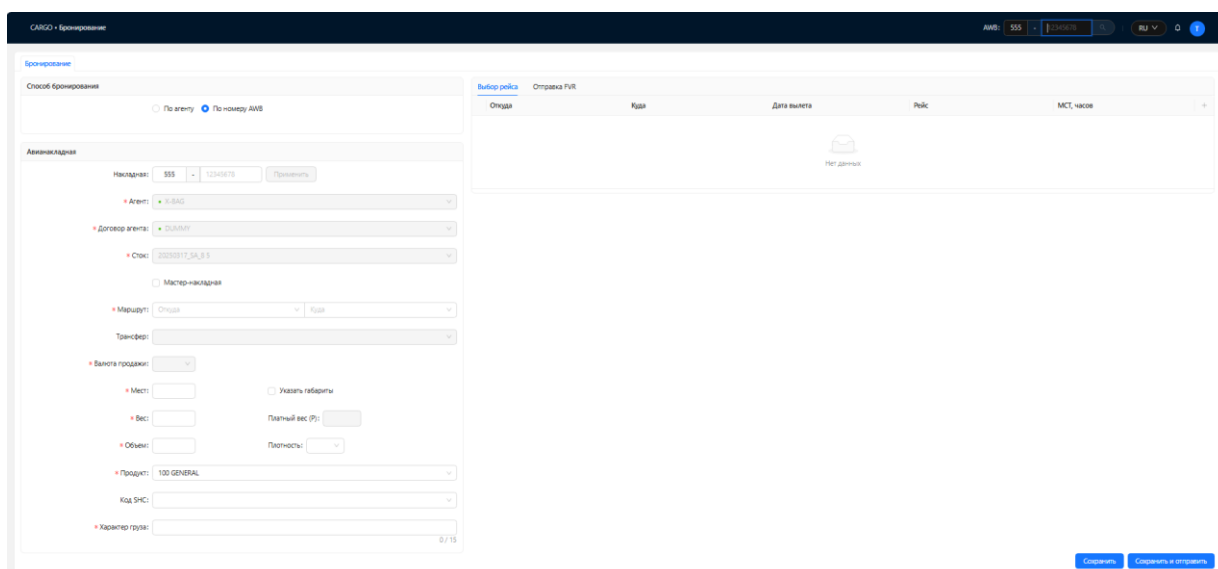 CARGO • Бронирование
AWB: 555 - 12345678 RU T
Бронирование
Способ бронирования
По агенту По номеру AWB
Авианакладная
Накладная: 555 - 12345678 Применить
* Агент: K-BAG
* Договор агента: DUMMY
* Сток:
Мастер-накладная
* Маршрут: Откуда Куда
Трансфер:
* Валюта продажи:
* Мест: Указать габариты
* Вес: Платный вес (P):
* Объем: Плотность:
* Продукт: 100 GENERAL
Код SHC:
* Характер груза:
0 / 15
Выбор рейса Отправка FVR
Откуда Куда Дата вылета Рейс МСТ, часов +
Нет данных
Сохранить Сохранить и отправить